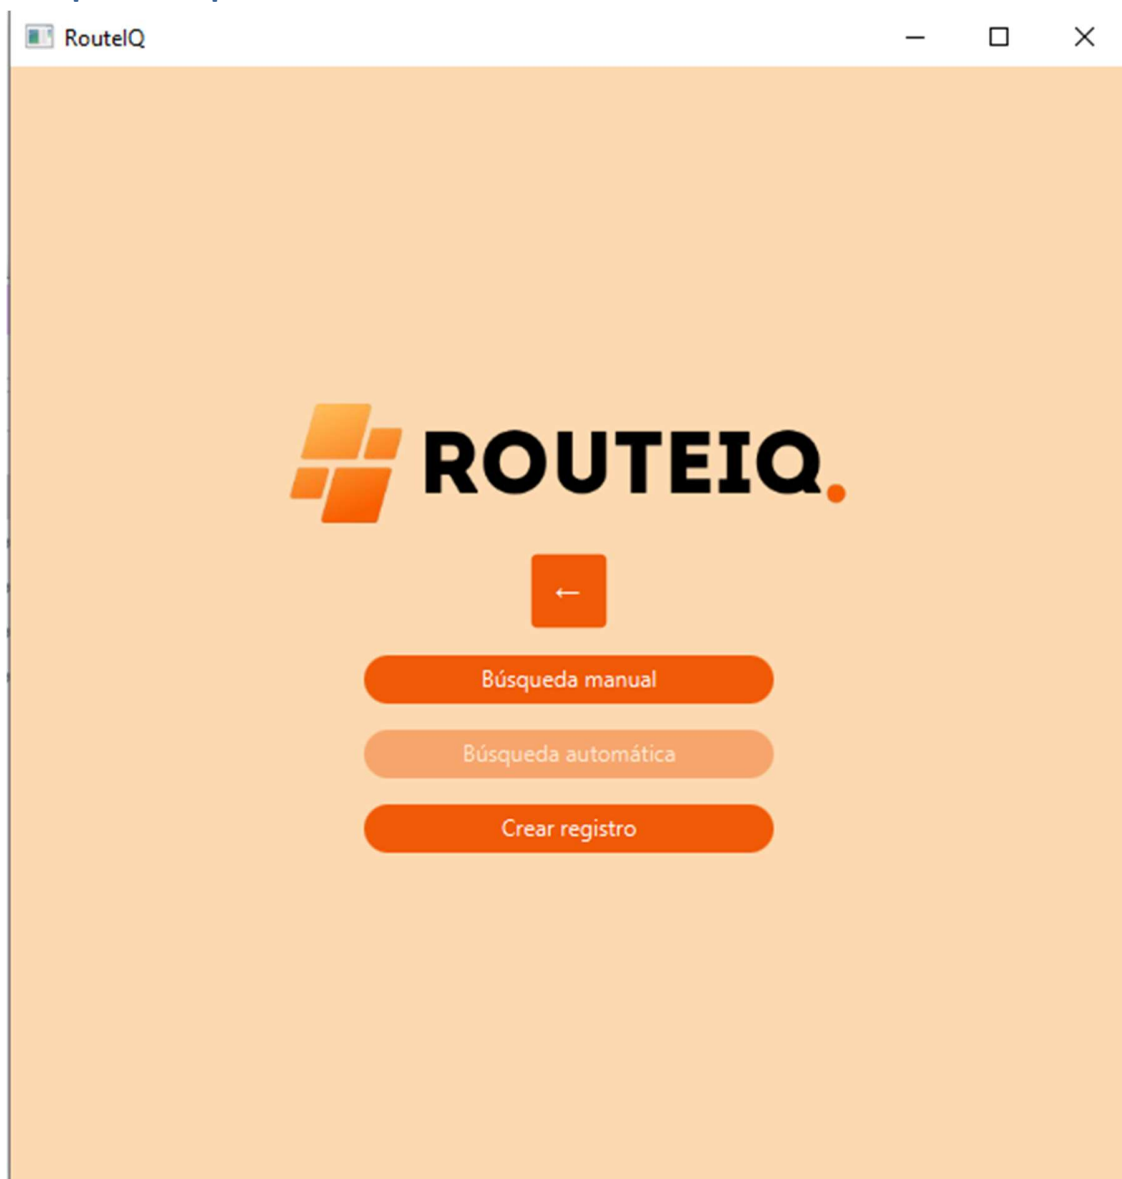 RouteIQ
ROUTEIQ.
←
Búsqueda manual
Búsqueda automática
Crear registro